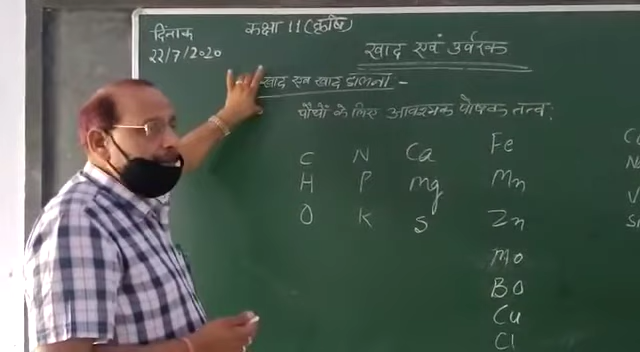 दिनांक
22/7/2020
कक्षा 11 (कृषि)
खाद एवं उर्वरक
खाद एवं खाद डालना -
पौधों के लिए आवश्यक पोषक तत्व:
C N Ca Fe
H P Mg Mn
O K S Zn
Mo
BO
Cu
Cl